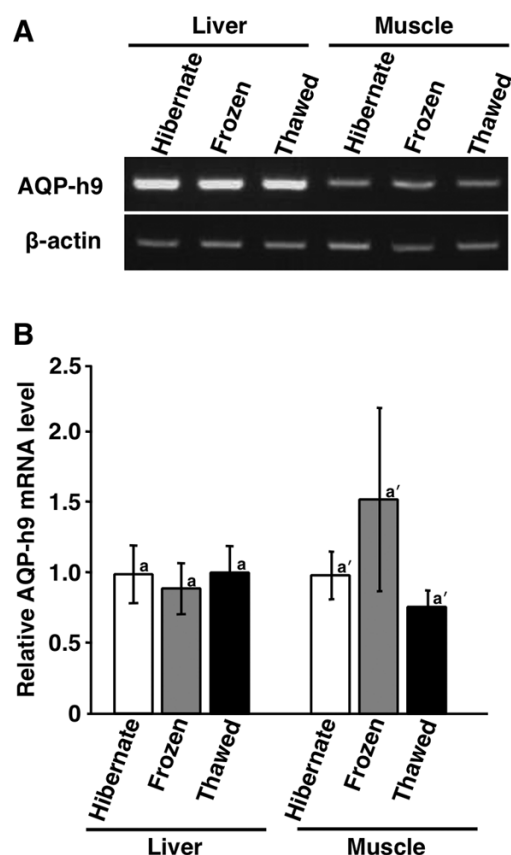 A
Liver Muscle
Hibernate Frozen Thawed Hibernate Frozen Thawed
AQP-h9
β-actin
B
Relative AQP-h9 mRNA level
2.5
2.0
1.5
1.0
0.5
0
a a a a′ a′ a′
Hibernate Frozen Thawed Hibernate Frozen Thawed
Liver Muscle